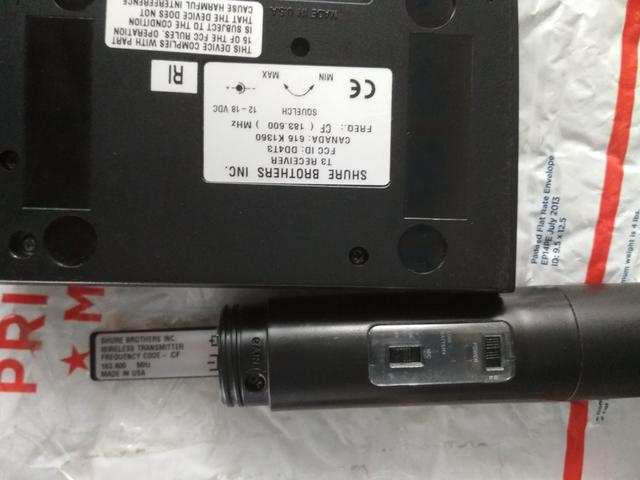 MADE IN U.S.A.
THIS DEVICE COMPLIES WITH PART
15 OF THE FCC RULES. OPERATION
IS SUBJECT TO THE CONDITION
THAT THE DEVICE DOES NOT
CAUSE HARMFUL INTERFERENCE
RI
SHURE BROTHERS INC.
T3 RECEIVER
FCC ID: DD4T3
CANADA: 616 K1360
FREQ.: CF ( 183.600 ) MHz
SQUELCH 12 – 18 VDC
MIN MAX
CE
SHURE BROTHERS INC.
WIRELESS TRANSMITTER
FREQUENCY CODE - CF
183.600 MHz
MADE IN USA
GAIN
POWER
MIC
PRI
M
Padded Flat Rate Envelope
EP14PE July 2013
ID: 9.5 x 12.5